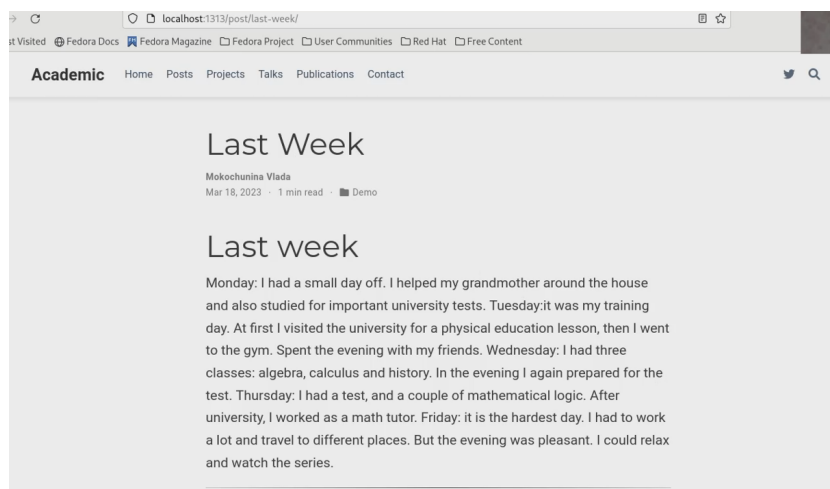 localhost:1313/post/last-week/
st Visited Fedora Docs Fedora Magazine Fedora Project User Communities Red Hat Free Content
Academic Home Posts Projects Talks Publications Contact
Last Week
Mokochunina Vlada
Mar 18, 2023 · 1 min read · Demo
Last week
Monday: I had a small day off. I helped my grandmother around the house
and also studied for important university tests. Tuesday:it was my training
day. At first I visited the university for a physical education lesson, then I went
to the gym. Spent the evening with my friends. Wednesday: I had three
classes: algebra, calculus and history. In the evening I again prepared for the
test. Thursday: I had a test, and a couple of mathematical logic. After
university, I worked as a math tutor. Friday: it is the hardest day. I had to work
a lot and travel to different places. But the evening was pleasant. I could relax
and watch the series.